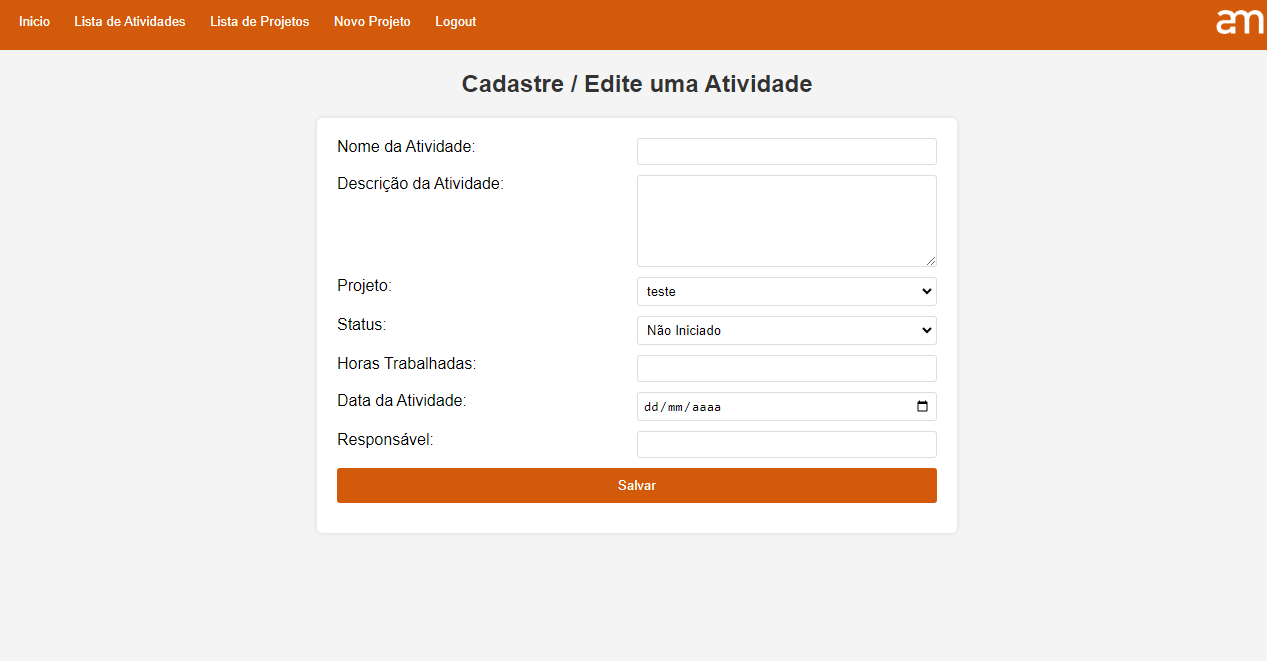 Inicio Lista de Atividades Lista de Projetos Novo Projeto Logout am
Cadastre / Edite uma Atividade
Nome da Atividade:
Descrição da Atividade:
Projeto: teste
Status: Não Iniciado
Horas Trabalhadas:
Data da Atividade: dd/mm/aaaa
Responsável:
Salvar